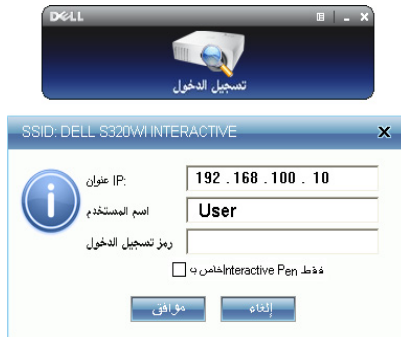 DELL
تسجيل الدخول
SSID: DELL S320WI INTERACTIVE
عنوان IP:
192 . 168 . 100 . 10
اسم المستخدم
User
رمز تسجيل الدخول
خاص بـ Interactive Pen فقط
موافق
إلغاء